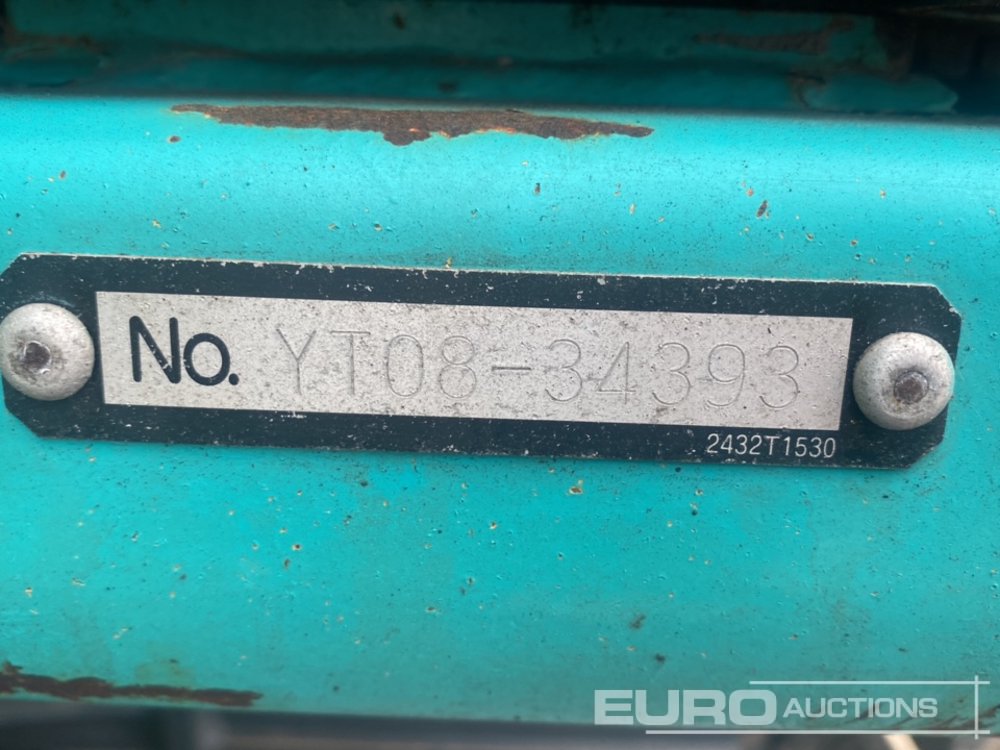 No. YT08-34393
2432T1530
EURO AUCTIONS